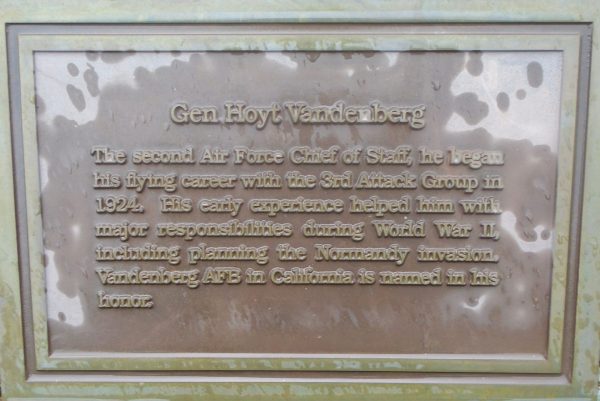 Gen Hoyt Vandenberg
The second Air Force Chief of Staff, he began
his flying career with the 3rd Attack Group in
1924. His early experience helped him with
major responsibilities during World War II,
including planning the Normandy invasion.
Vandenberg AFB in California is named in his
honor.